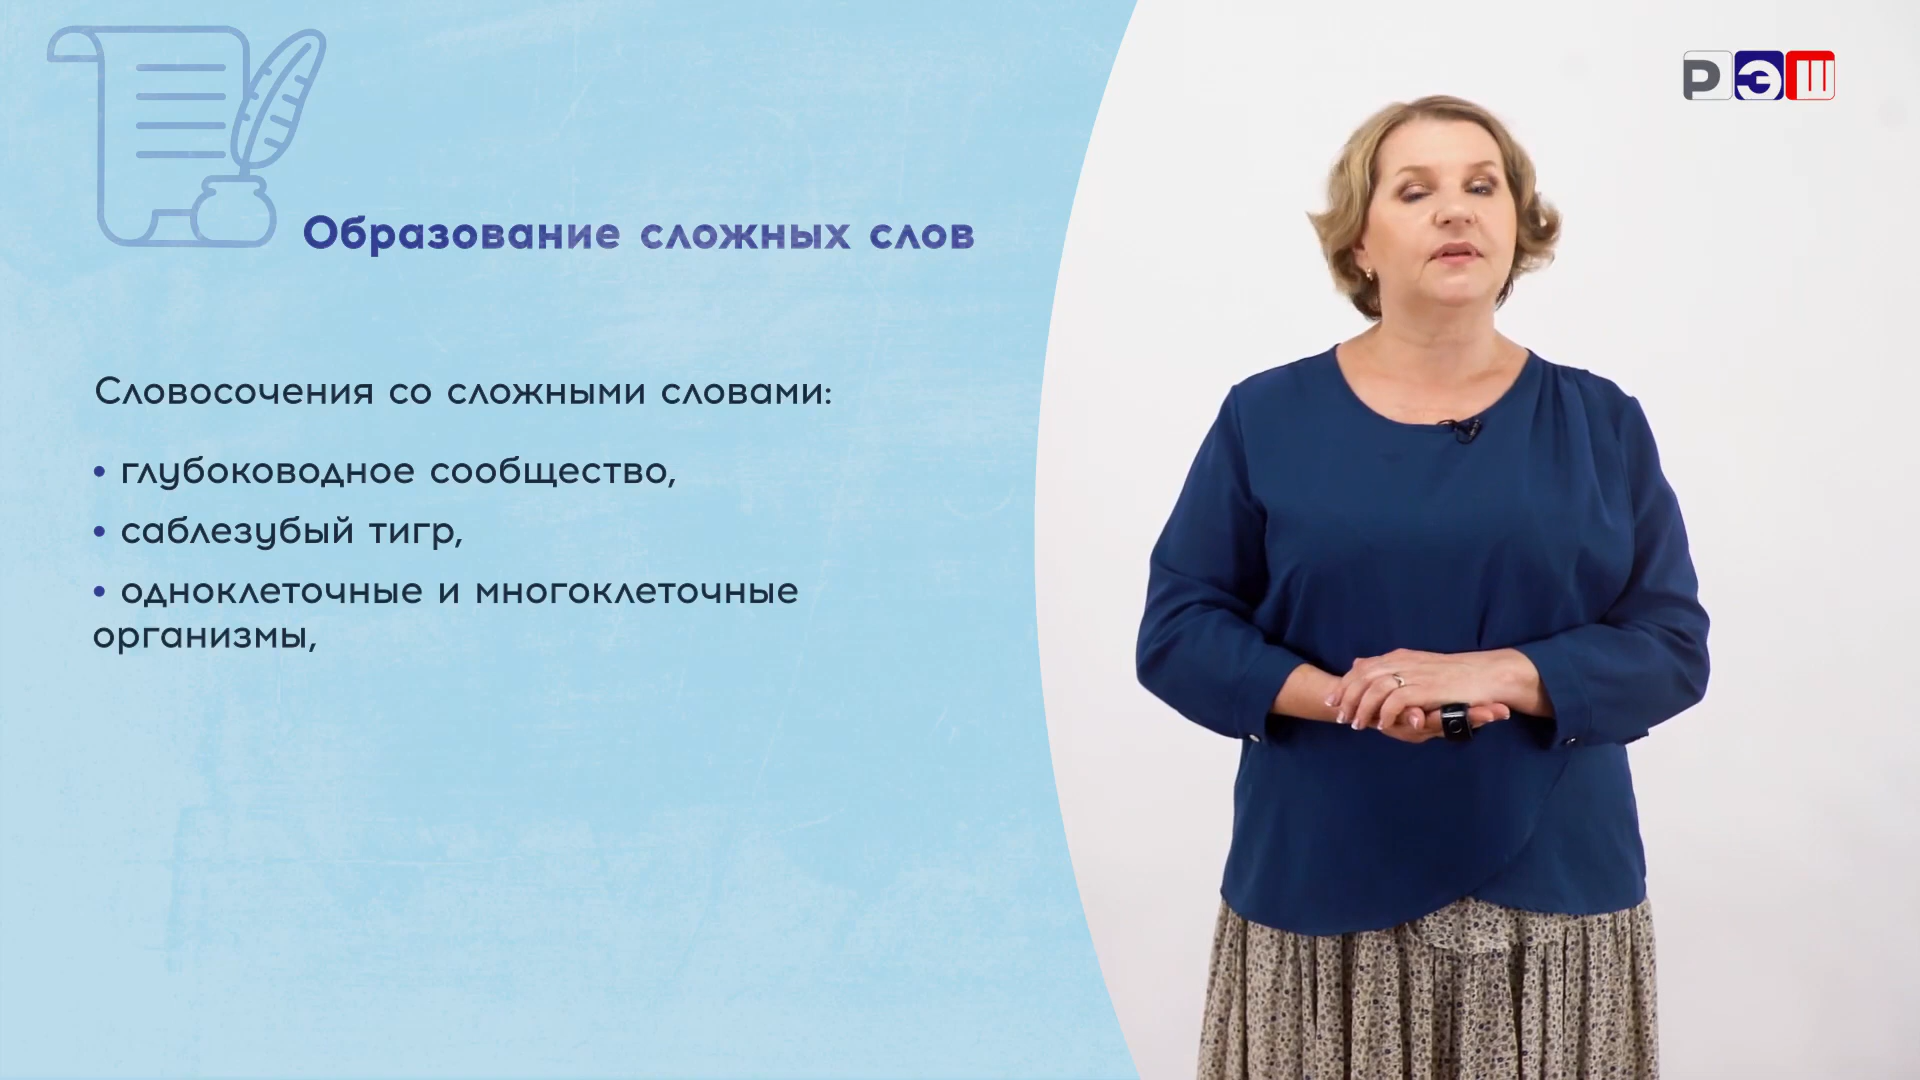 РЭШ
Образование сложных слов
Словосочения со сложными словами:
• глубоководное сообщество,
• саблезубый тигр,
• одноклеточные и многоклеточные
организмы,